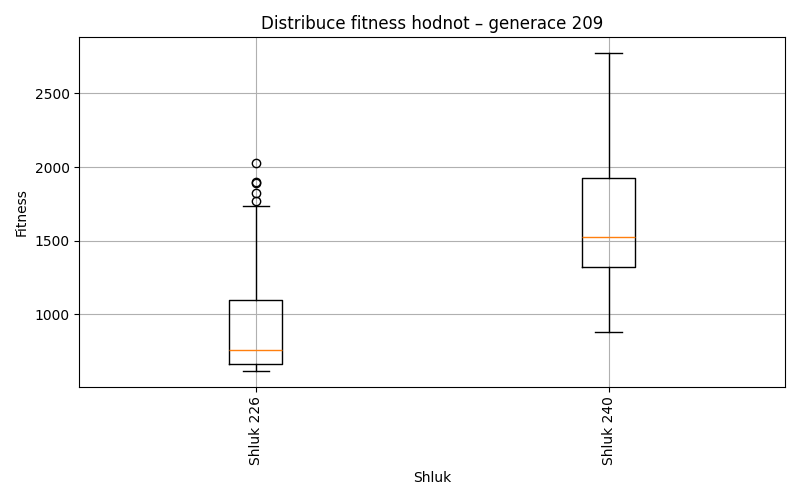 Distribuce fitness hodnot – generace 209
2500
2000
1500
1000
Fitness
Shluk 226
Shluk 240
Shluk